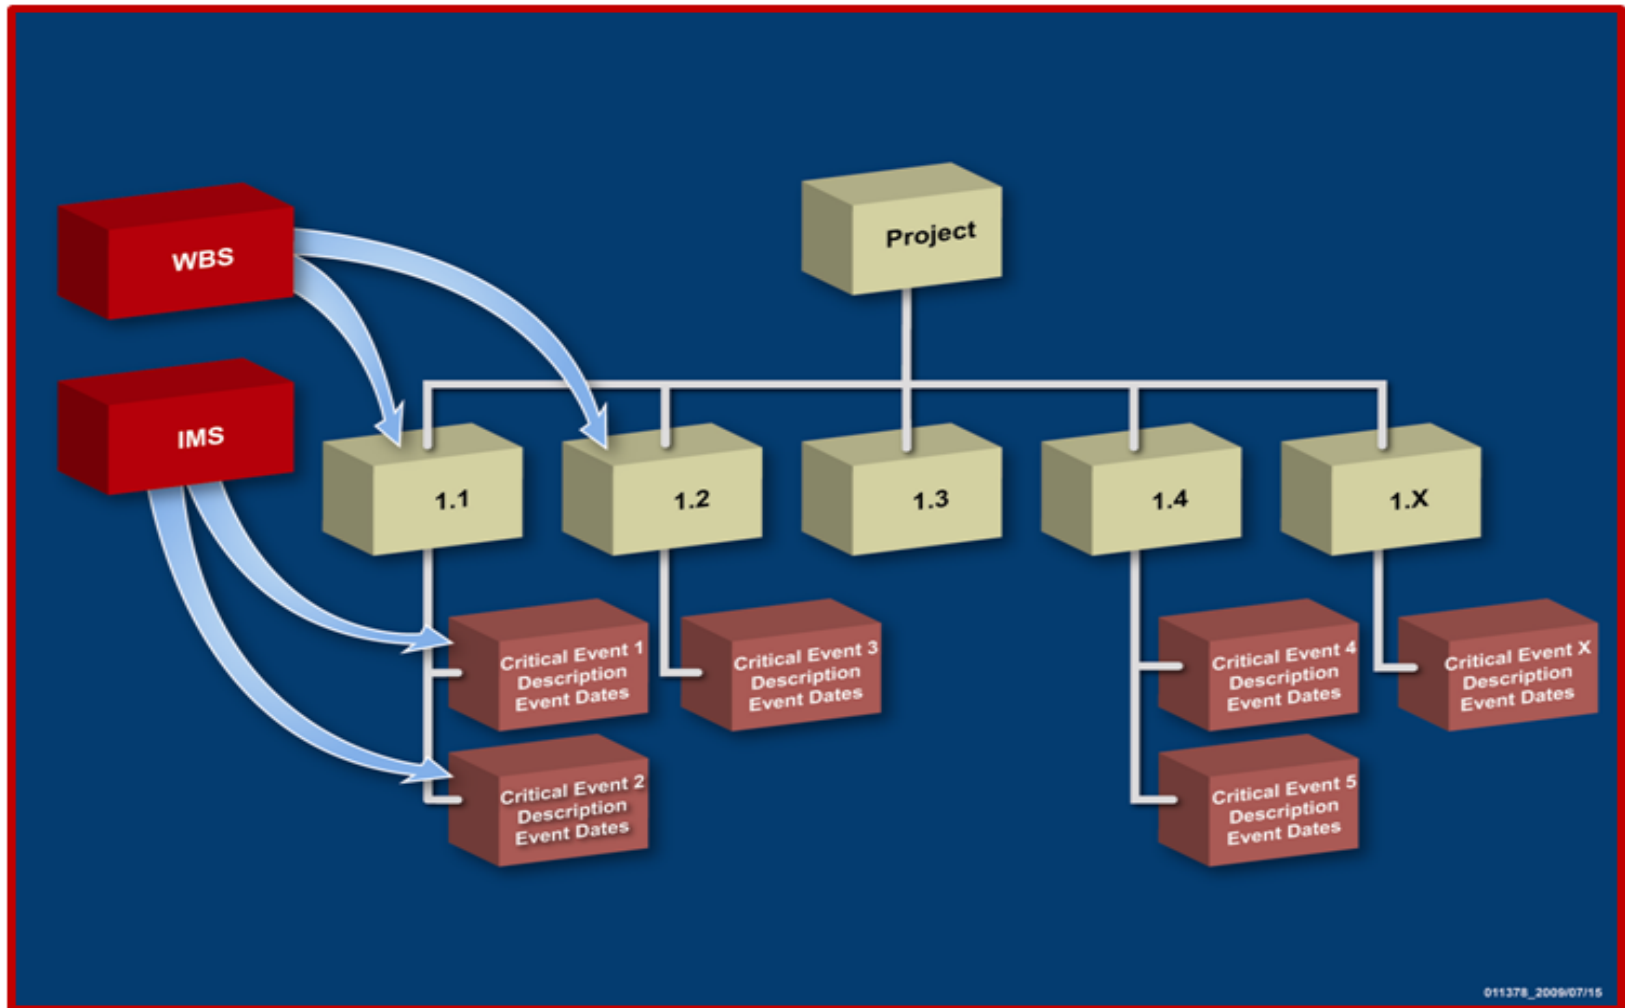 Project
WBS
IMS
1.1
1.2
1.3
1.4
1.X
Critical Event 1
Description
Event Dates
Critical Event 3
Description
Event Dates
Critical Event 4
Description
Event Dates
Critical Event X
Description
Event Dates
Critical Event 2
Description
Event Dates
Critical Event 5
Description
Event Dates
011378_2009/07/15